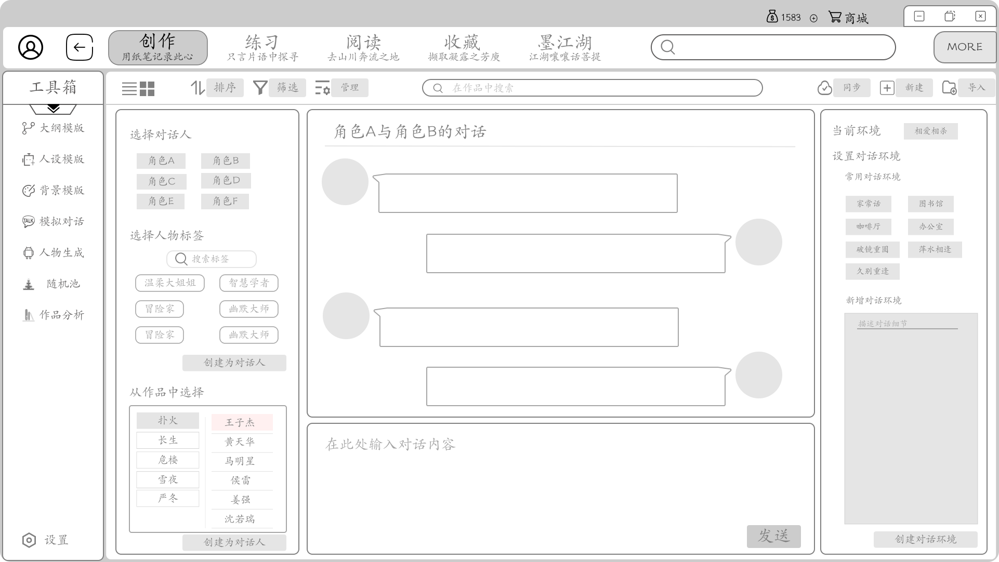 1583
商城
创作
用纸笔记录此心
练习
只言片语中探寻
阅读
去山川奔流之地
收藏
撷取凝露之芳庾
墨江湖
江湖嚷嚷话菩提
MORE
工具箱
大纲模版
人设模版
背景模版
TALK
模拟对话
人物生成
随机池
作品分析
设置
排序
筛选
管理
在作品中搜索
同步
新建
导入
选择对话人
角色A
角色B
角色C
角色D
角色E
角色F
选择人物标签
搜索标签
温柔大姐姐
智慧学者
冒险家
幽默大师
冒险家
幽默大师
创建为对话人
从作品中选择
扑火
长生
危楼
雪夜
严冬
王子杰
黄天华
马明星
侯雷
姜强
沈若瑞
创建为对话人
角色A与角色B的对话
在此处输入对话内容
发送
当前环境
相爱相杀
设置对话环境
常用对话环境
家常话
图书馆
咖啡厅
办公室
破镜重圆
萍水相逢
久别重逢
新增对话环境
描述对话细节
创建对话环境